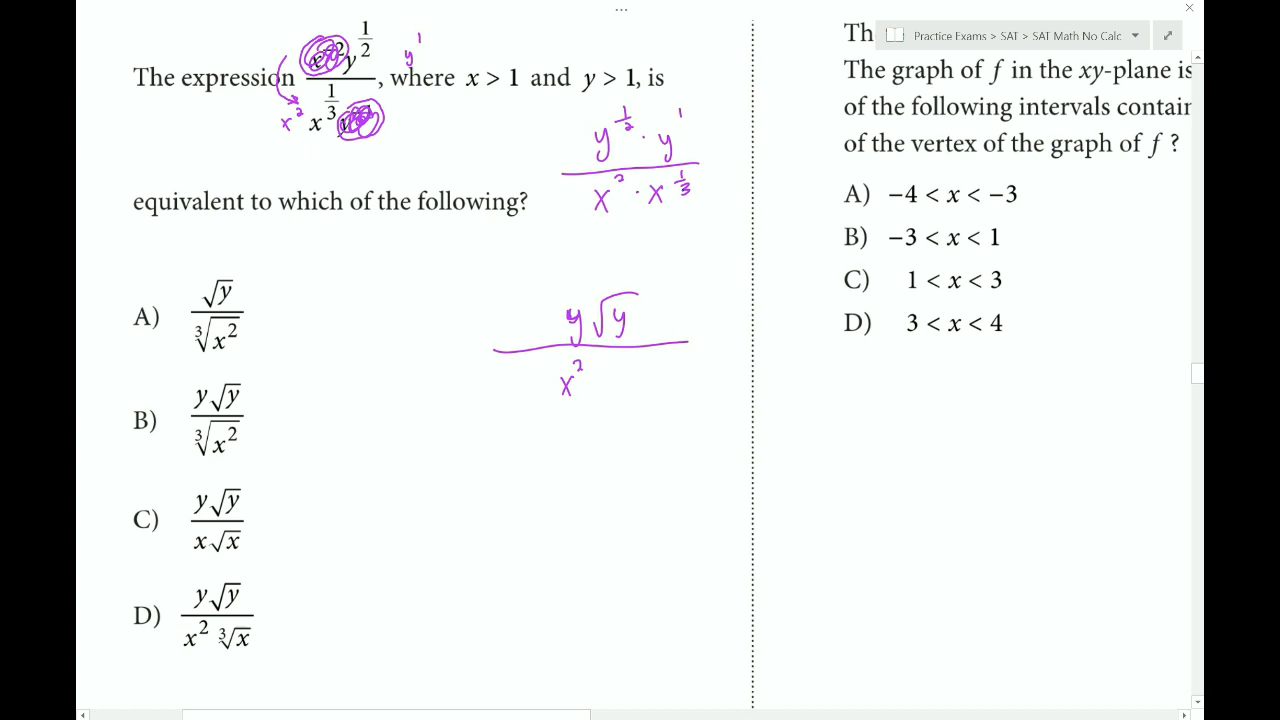 The expression x^-2 y^1/2 / x^1/3 , where x > 1 and y > 1, is
y^1
x^2
equivalent to which of the following?
y^1/2 · y^1
x^2 · x^1/3
y√y
x^2
A) √y / ∛x^2
B) y√y / ∛x^2
C) y√y / x√x
D) y√y / x^2 ∛x
Th
Practice Exams > SAT > SAT Math No Calc
The graph of f in the xy-plane is
of the following intervals contain
of the vertex of the graph of f ?
A) −4 < x < −3
B) −3 < x < 1
C) 1 < x < 3
D) 3 < x < 4